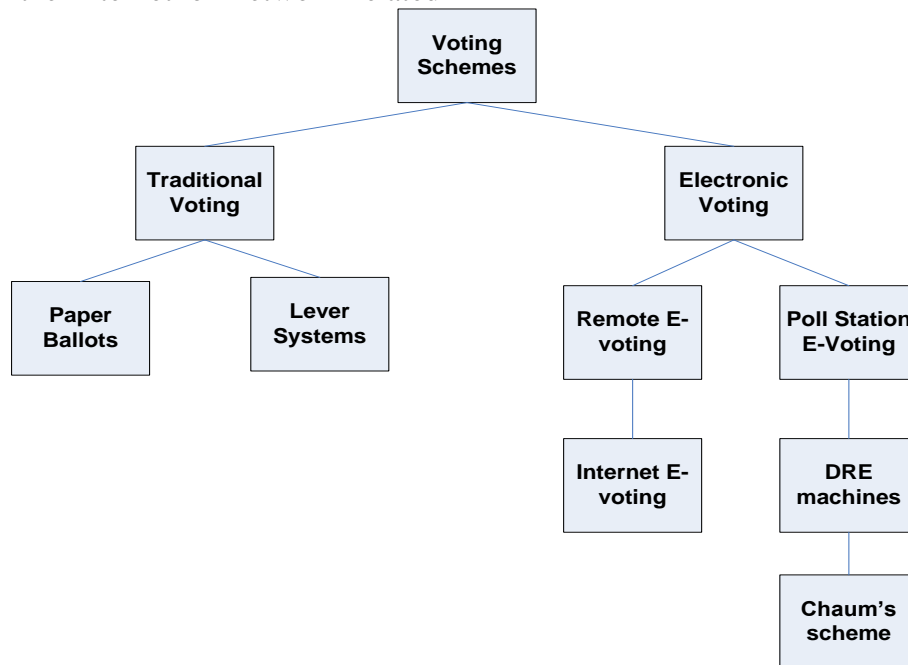 Voting
Schemes
Traditional
Voting
Electronic
Voting
Paper
Ballots
Lever
Systems
Remote E-
voting
Poll Station
E-Voting
Internet E-
voting
DRE
machines
Chaum's
scheme